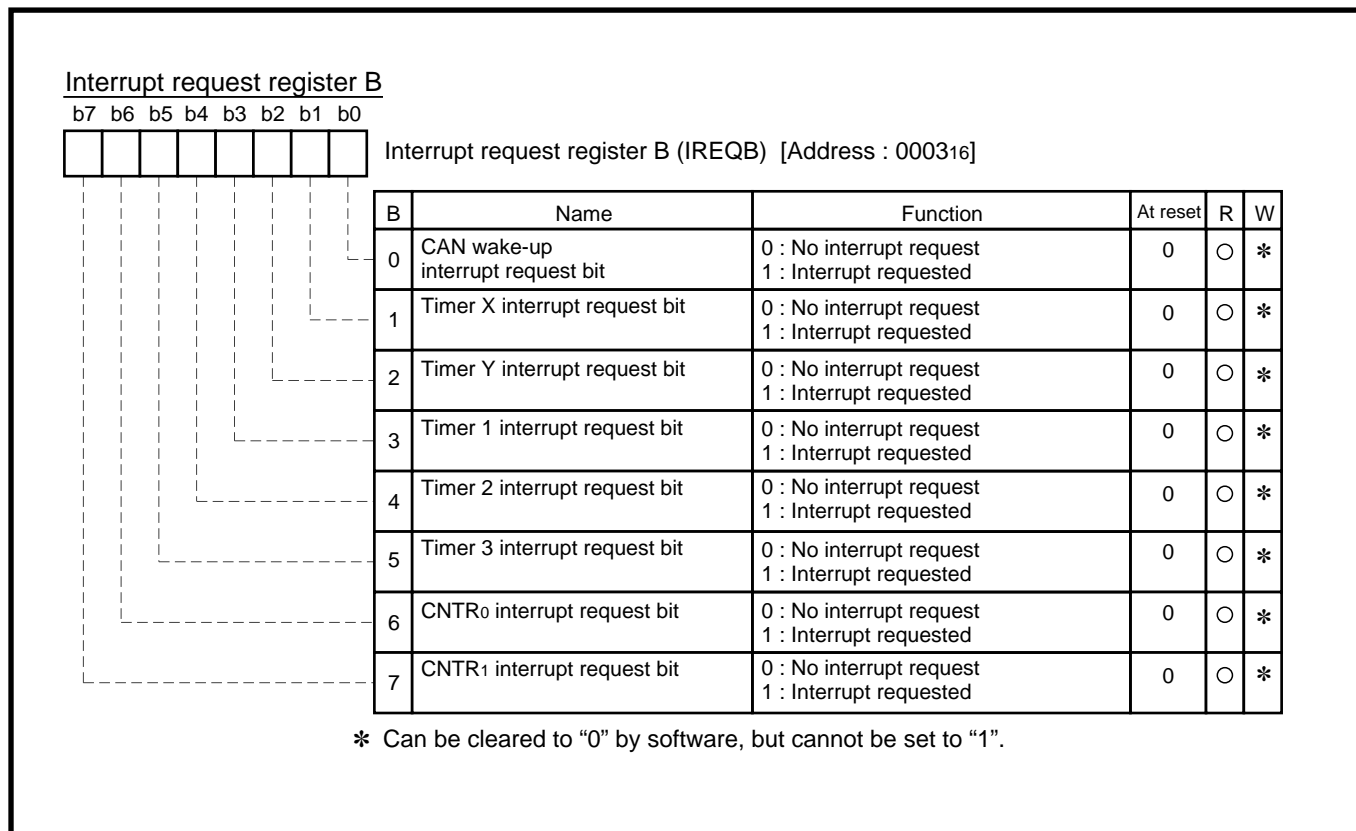 Interrupt request register B
b7 b6 b5 b4 b3 b2 b1 b0
Interrupt request register B (IREQB) [Address : 000316]
B Name Function At reset R W
0 CAN wake-up interrupt request bit 0 : No interrupt request 0 ○ ✻
1 : Interrupt requested
1 Timer X interrupt request bit 0 : No interrupt request 0 ○ ✻
1 : Interrupt requested
2 Timer Y interrupt request bit 0 : No interrupt request 0 ○ ✻
1 : Interrupt requested
3 Timer 1 interrupt request bit 0 : No interrupt request 0 ○ ✻
1 : Interrupt requested
4 Timer 2 interrupt request bit 0 : No interrupt request 0 ○ ✻
1 : Interrupt requested
5 Timer 3 interrupt request bit 0 : No interrupt request 0 ○ ✻
1 : Interrupt requested
6 CNTR0 interrupt request bit 0 : No interrupt request 0 ○ ✻
1 : Interrupt requested
7 CNTR1 interrupt request bit 0 : No interrupt request 0 ○ ✻
1 : Interrupt requested
✻ Can be cleared to “0” by software, but cannot be set to “1”.